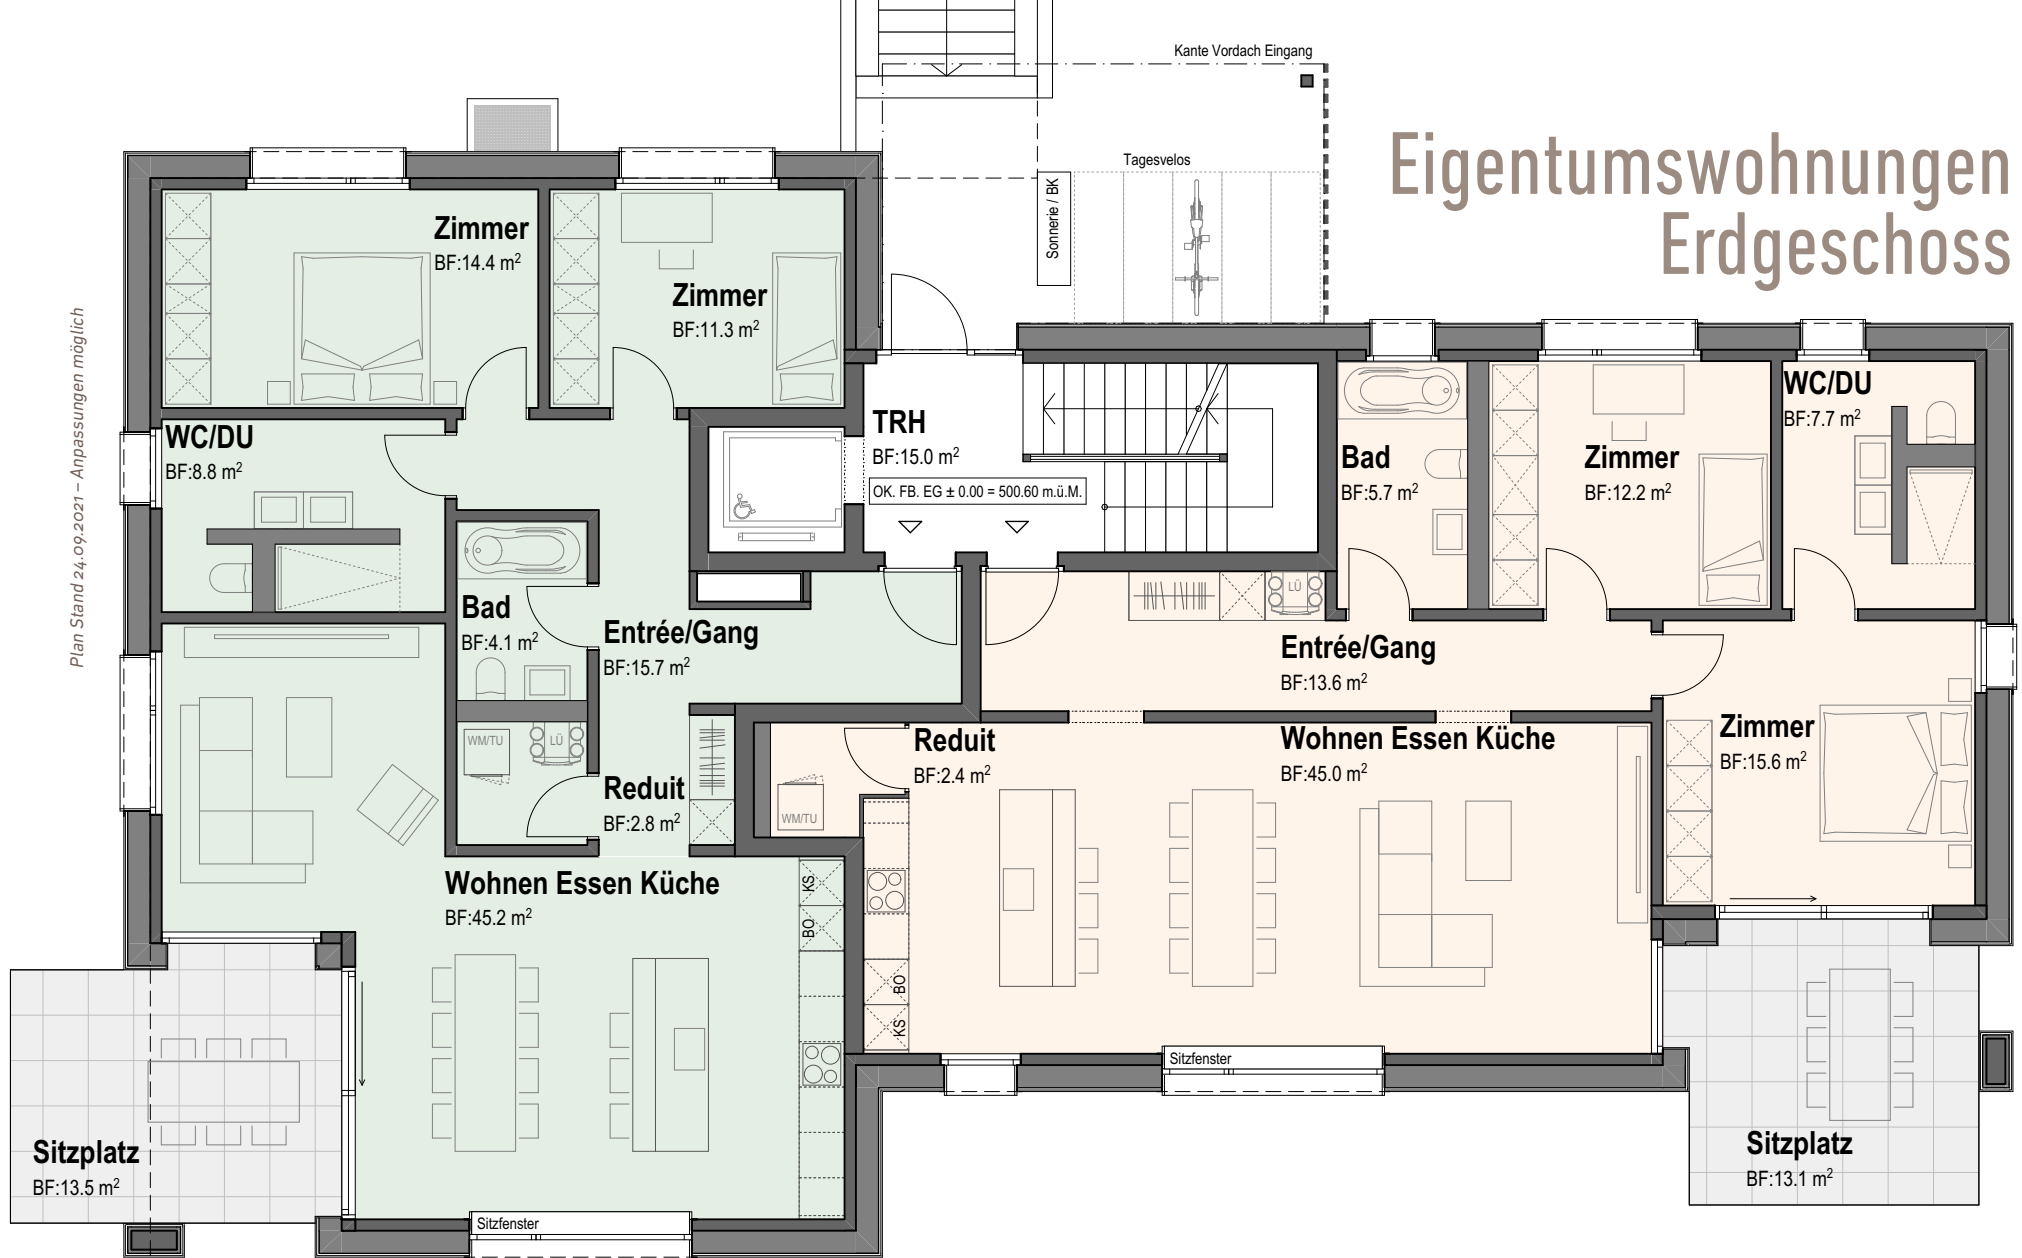 Kante Vordach Eingang
Eigentumswohnungen
Erdgeschoss
Tagesvelos
Sonnerie / BK
Plan Stand 24.09.2021 – Anpassungen möglich
Zimmer
BF:14.4 m²
Zimmer
BF:11.3 m²
WC/DU
BF:8.8 m²
TRH
BF:15.0 m²
OK. FB. EG ± 0.00 = 500.60 m.ü.M.
Bad
BF:5.7 m²
Zimmer
BF:12.2 m²
WC/DU
BF:7.7 m²
Bad
BF:4.1 m²
Entrée/Gang
BF:15.7 m²
LÜ
Entrée/Gang
BF:13.6 m²
WM/TU
LÜ
Reduit
BF:2.8 m²
Reduit
BF:2.4 m²
WM/TU
Wohnen Essen Küche
BF:45.0 m²
Zimmer
BF:15.6 m²
Wohnen Essen Küche
BF:45.2 m²
KS
BO
BO
KS
Sitzfenster
Sitzplatz
BF:13.5 m²
Sitzfenster
Sitzplatz
BF:13.1 m²